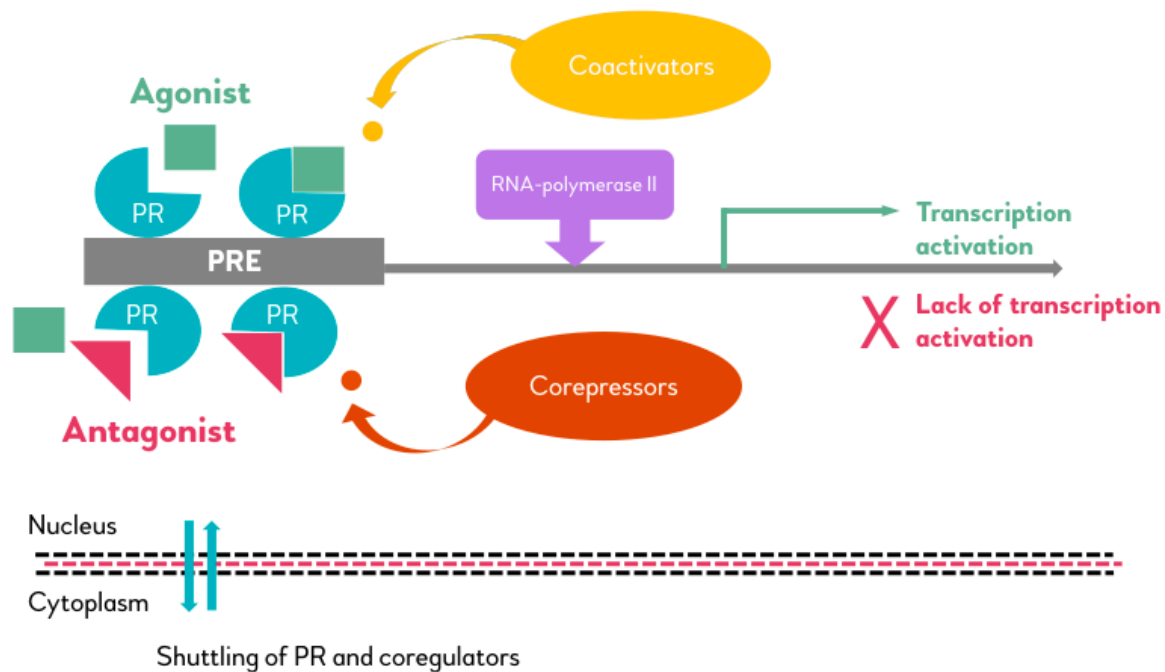 Coactivators
Agonist
RNA-polymerase II
PR
PR
Transcription
activation
PRE
PR
PR
X
Lack of transcription
activation
Corepressors
Antagonist
Nucleus
Cytoplasm
Shuttling of PR and coregulators